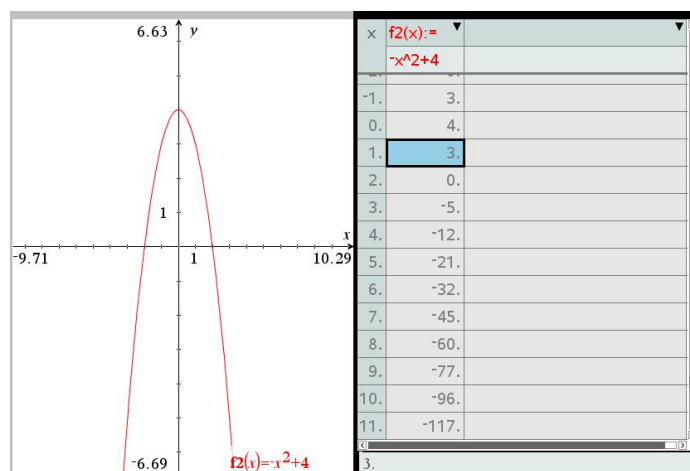 6.63 y
1
x
-9.71 1 10.29
-6.69 f2(x)=-x^2+4
x f2(x):=
-x^2+4
-1. 3.
0. 4.
1. 3.
2. 0.
3. -5.
4. -12.
5. -21.
6. -32.
7. -45.
8. -60.
9. -77.
10. -96.
11. -117.
3.